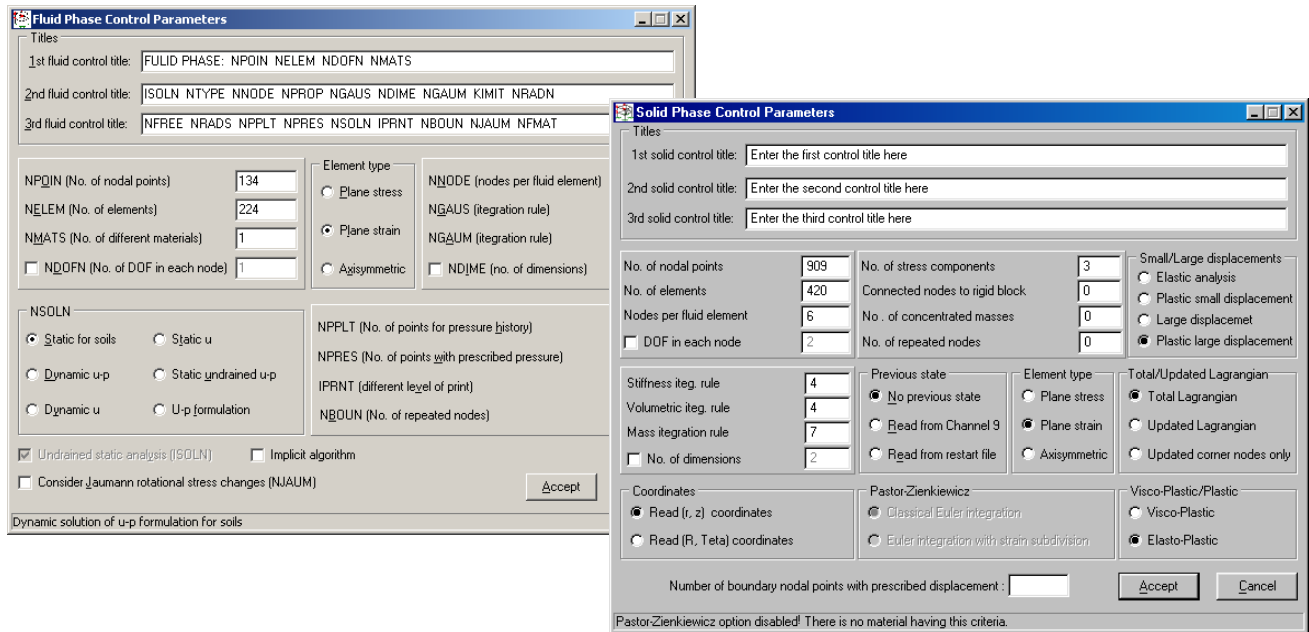 Fluid Phase Control Parameters
Titles
1st fluid control title: FULID PHASE: NPOIN NELEM NDOFN NMATS
2nd fluid control title: ISOLN NTYPE NNODE NPROP NGAUS NDIME NGAUM KIMIT NRADN
3rd fluid control title: NFREE NRADS NPPLT NPRES NSOLN IPRNT NBOUN NJAUM NFMAT
NPOIN (No. of nodal points) 134
NELEM (No. of elements) 224
NMATS (No. of different materials) 1
NDOFN (No. of DOF in each node) 1
Element type
Plane stress
Plane strain
Axisymmetric
NNODE (nodes per fluid element)
NGAUS (itegration rule)
NGAUM (itegration rule)
NDIME (no. of dimensions)
NSOLN
Static for soils
Static u
Dynamic u-p
Static undrained u-p
Dynamic u
U-p formulation
NPPLT (No. of points for pressure history)
NPRES (No. of points with prescribed pressure)
IPRNT (different level of print)
NBOUN (No. of repeated nodes)
Undrained static analysis (ISOLN)
Implicit algorithm
Consider Jaumann rotational stress changes (NJAUM)
Accept
Dynamic solution of u-p formulation for soils
Solid Phase Control Parameters
Titles
1st solid control title: Enter the first control title here
2nd solid control title: Enter the second control title here
3rd solid control title: Enter the third control title here
No. of nodal points 909
No. of elements 420
Nodes per fluid element 6
DOF in each node 2
No. of stress components 3
Connected nodes to rigid block 0
No . of concentrated masses 0
No. of repeated nodes 0
Small/Large displacements
Elastic analysis
Plastic small displacement
Large displacemet
Plastic large displacement
Stiffness iteg. rule 4
Volumetric iteg. rule 4
Mass itegration rule 7
No. of dimensions 2
Previous state
No previous state
Read from Channel 9
Read from restart file
Element type
Plane stress
Plane strain
Axisymmetric
Total/Updated Lagrangian
Total Lagrangian
Updated Lagrangian
Updated corner nodes only
Coordinates
Read (r, z) coordinates
Read (R, Teta) coordinates
Pastor-Zienkiewicz
Classical Euler integration
Euler integration with strain subdivision
Visco-Plastic/Plastic
Visco-Plastic
Elasto-Plastic
Number of boundary nodal points with prescribed displacement :
Accept
Cancel
Pastor-Zienkiewicz option disabled! There is no material having this criteria.